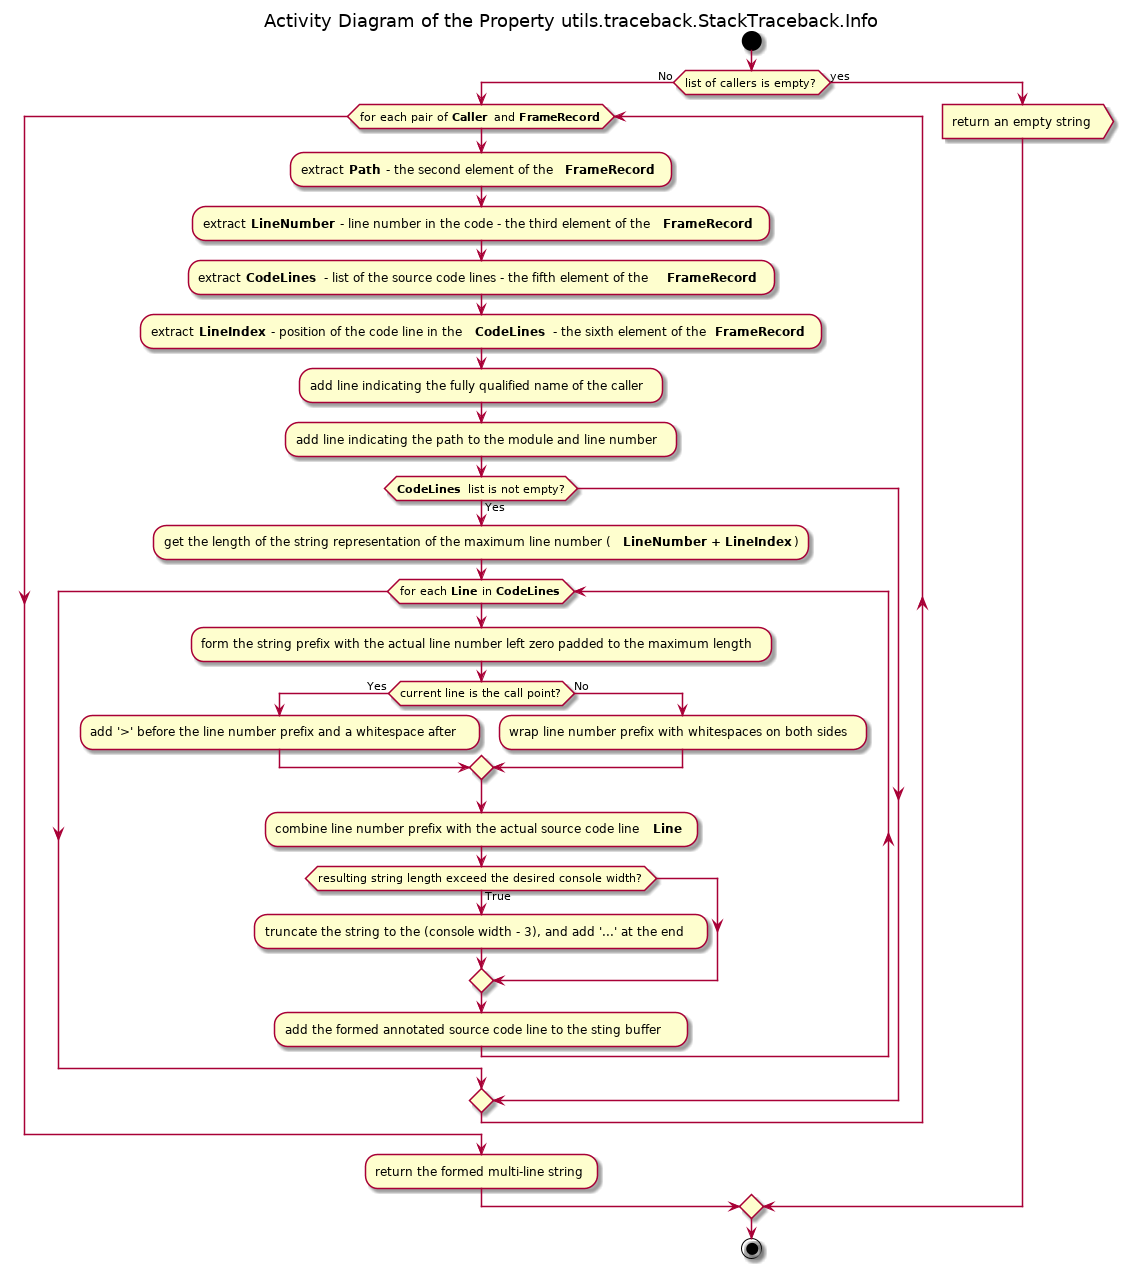 Activity Diagram of the Property utils.traceback.StackTraceback.Info
list of callers is empty?
No
yes
return an empty string
for each pair of Caller and FrameRecord
extract Path - the second element of the FrameRecord
extract LineNumber - line number in the code - the third element of the FrameRecord
extract CodeLines - list of the source code lines - the fifth element of the FrameRecord
extract LineIndex - position of the code line in the CodeLines - the sixth element of the FrameRecord
add line indicating the fully qualified name of the caller
add line indicating the path to the module and line number
CodeLines list is not empty?
Yes
get the length of the string representation of the maximum line number ( LineNumber + LineIndex)
for each Line in CodeLines
form the string prefix with the actual line number left zero padded to the maximum length
Yes
current line is the call point?
No
add '>' before the line number prefix and a whitespace after
wrap line number prefix with whitespaces on both sides
combine line number prefix with the actual source code line Line
resulting string length exceed the desired console width?
True
truncate the string to the (console width - 3), and add '...' at the end
add the formed annotated source code line to the sting buffer
return the formed multi-line string